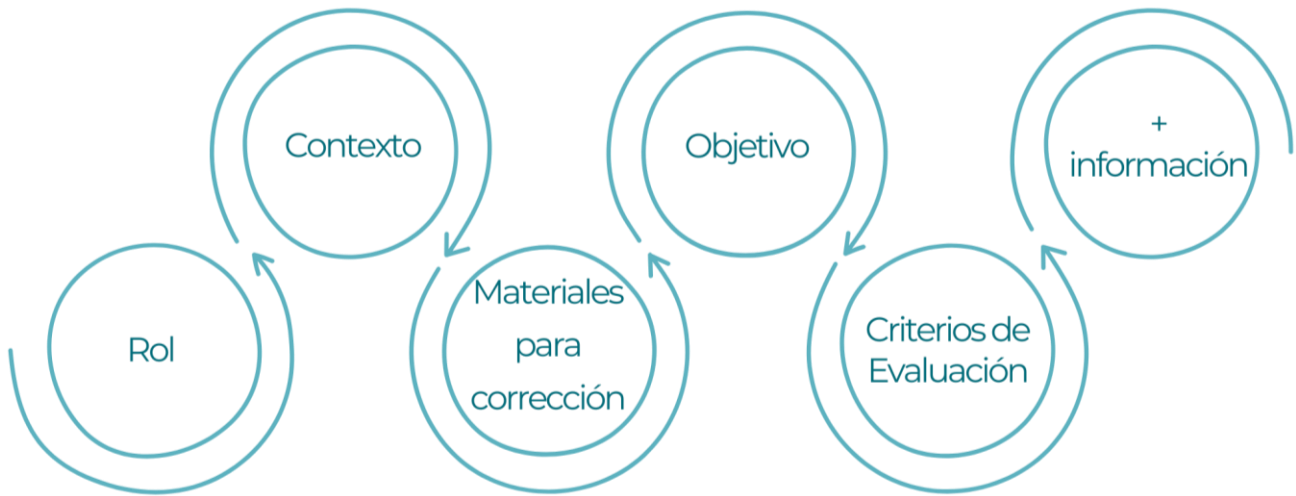 Rol
Contexto
Materiales
para
corrección
Objetivo
Criterios de
Evaluación
+
información